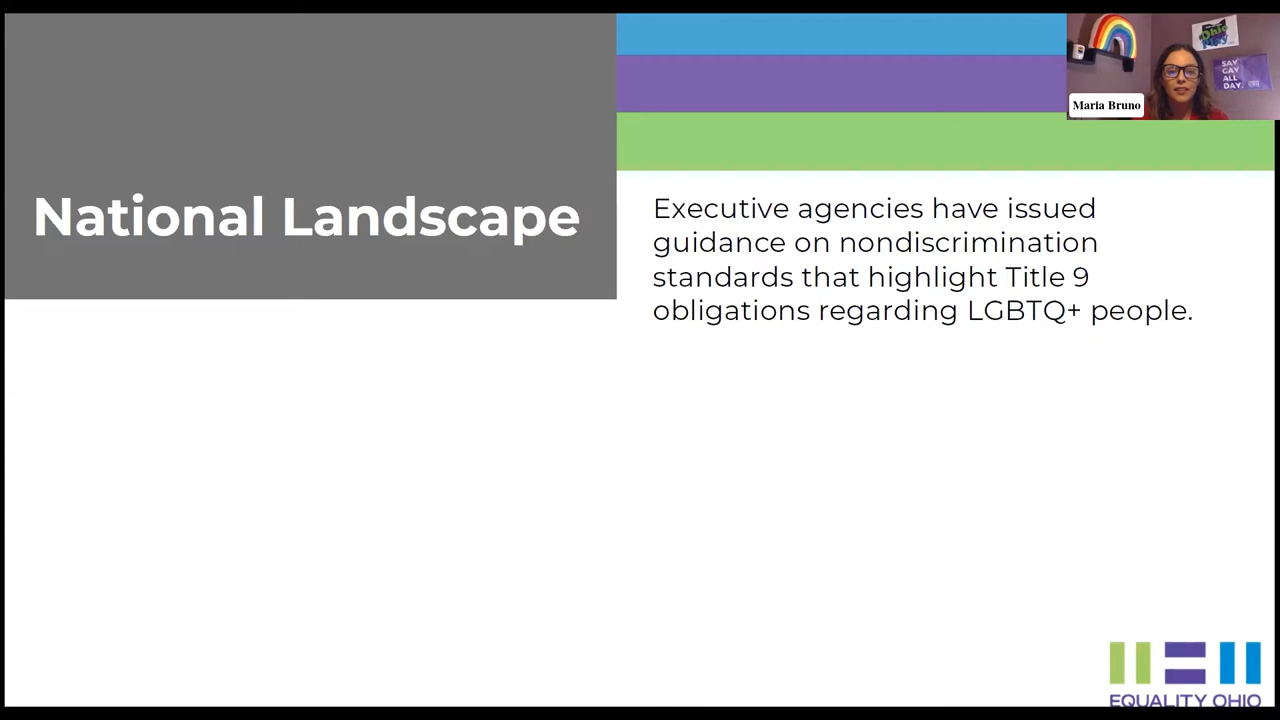 National Landscape
Executive agencies have issued
guidance on nondiscrimination
standards that highlight Title 9
obligations regarding LGBTQ+ people.
Maria Bruno
Ohio
SAY
GAY
ALL
DAY.
EQUALITY OHIO